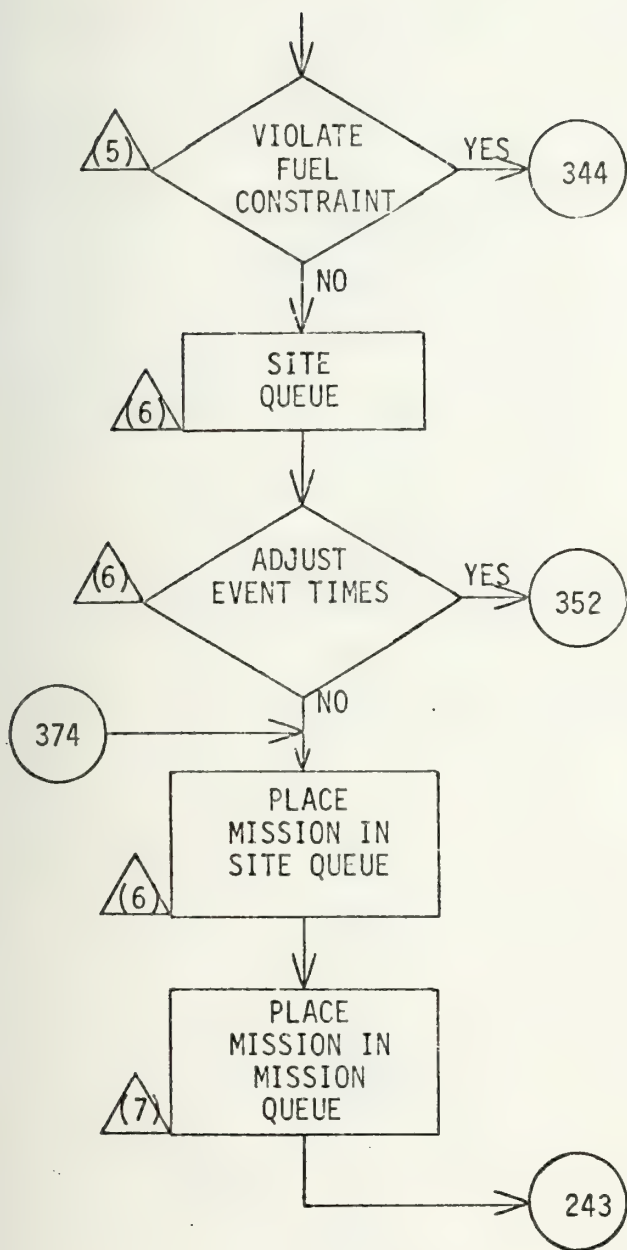 (5)
VIOLATE
FUEL
CONSTRAINT
YES
344
NO
SITE
QUEUE
(6)
ADJUST
EVENT TIMES
(6)
YES
352
NO
374
PLACE
MISSION IN
SITE QUEUE
(6)
PLACE
MISSION IN
MISSION
QUEUE
(7)
243